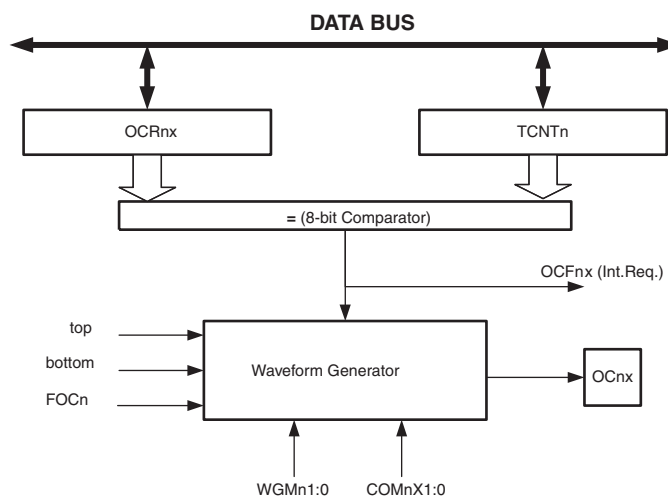 DATA BUS
OCRnx
TCNTn
= (8-bit Comparator)
OCFnx (Int.Req.)
top
bottom
FOCn
Waveform Generator
OCnx
WGMn1:0
COMnX1:0